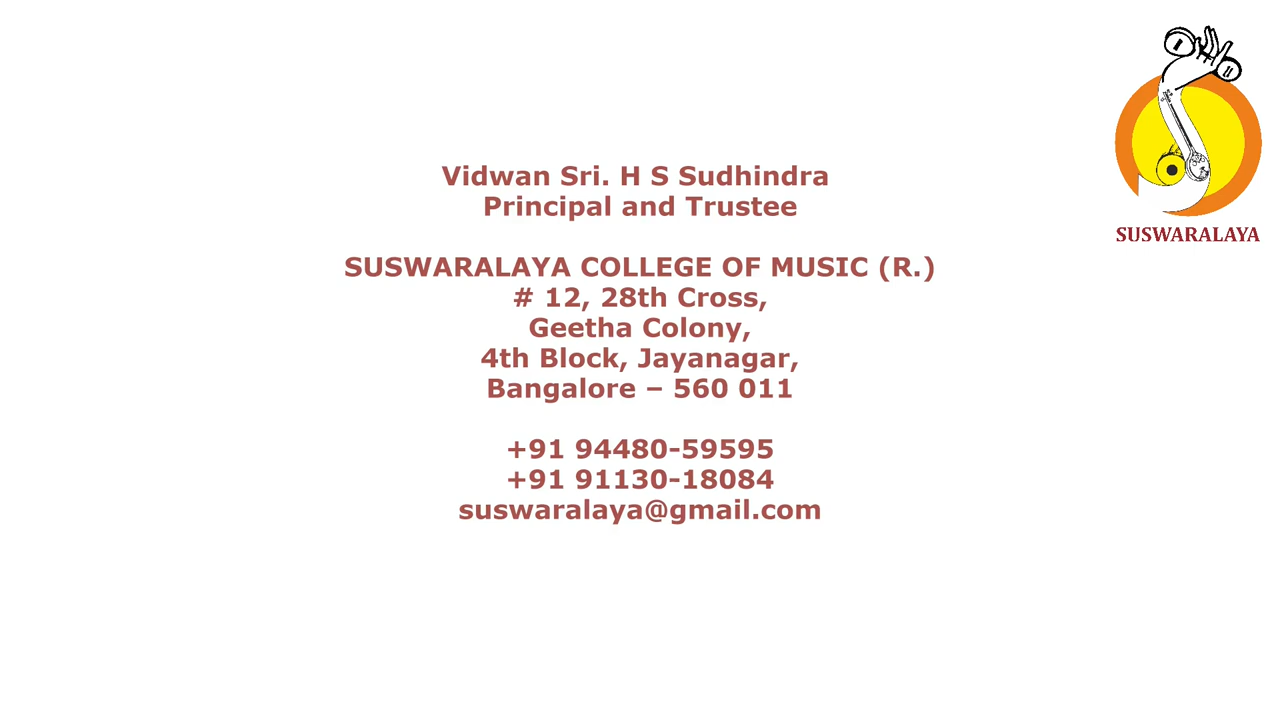 Vidwan Sri. H S Sudhindra
Principal and Trustee
SUSWARALAYA COLLEGE OF MUSIC (R.)
# 12, 28th Cross,
Geetha Colony,
4th Block, Jayanagar,
Bangalore – 560 011
+91 94480-59595
+91 91130-18084
suswaralaya@gmail.com
SUSWARALAYA